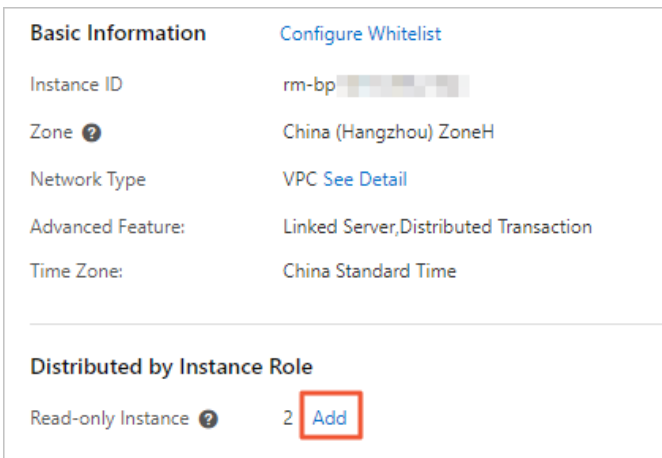 Basic Information Configure Whitelist
Instance ID rm-bp
Zone China (Hangzhou) ZoneH
Network Type VPC See Detail
Advanced Feature: Linked Server,Distributed Transaction
Time Zone: China Standard Time
Distributed by Instance Role
Read-only Instance 2 Add